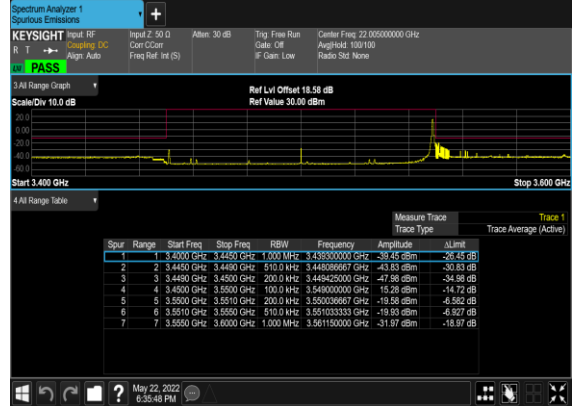 Spectrum Analyzer 1
Spurious Emissions
+
KEYSIGHT Input: RF Input Z: 50 Ω Atten: 30 dB Trig: Free Run Center Freq: 22.005000000 GHz
R T Coupling: DC Corr CCorr Gate: Off Avg|Hold: 100/100
Align: Auto Freq Ref: Int (S) IF Gain: Low Radio Std: None
PASS
3 All Range Graph
Ref Lvl Offset 18.58 dB
Scale/Div 10.0 dB Ref Value 30.00 dBm
20.0
0.00
-20.0
-40.0
-60.0
Start 3.400 GHz Stop 3.600 GHz
4 All Range Table
Measure Trace Trace 1
Trace Type Trace Average (Active)
Spur Range Start Freq Stop Freq RBW Frequency Amplitude ΔLimit
1 1 3.4000 GHz 3.4450 GHz 1.000 MHz 3.439300000 GHz -39.45 dBm -26.45 dB
2 2 3.4450 GHz 3.4490 GHz 510.0 kHz 3.448086667 GHz -43.83 dBm -30.83 dB
3 3 3.4490 GHz 3.4500 GHz 200.0 kHz 3.449425000 GHz -47.98 dBm -34.98 dB
4 4 3.4500 GHz 3.5500 GHz 100.0 kHz 3.549000000 GHz 15.28 dBm -14.72 dB
5 5 3.5500 GHz 3.5510 GHz 200.0 kHz 3.550036667 GHz -19.58 dBm -6.582 dB
6 6 3.5510 GHz 3.5550 GHz 510.0 kHz 3.551033333 GHz -19.93 dBm -6.927 dB
7 7 3.5550 GHz 3.6000 GHz 1.000 MHz 3.561150000 GHz -31.97 dBm -18.97 dB
? May 22, 2022
6:35:48 PM